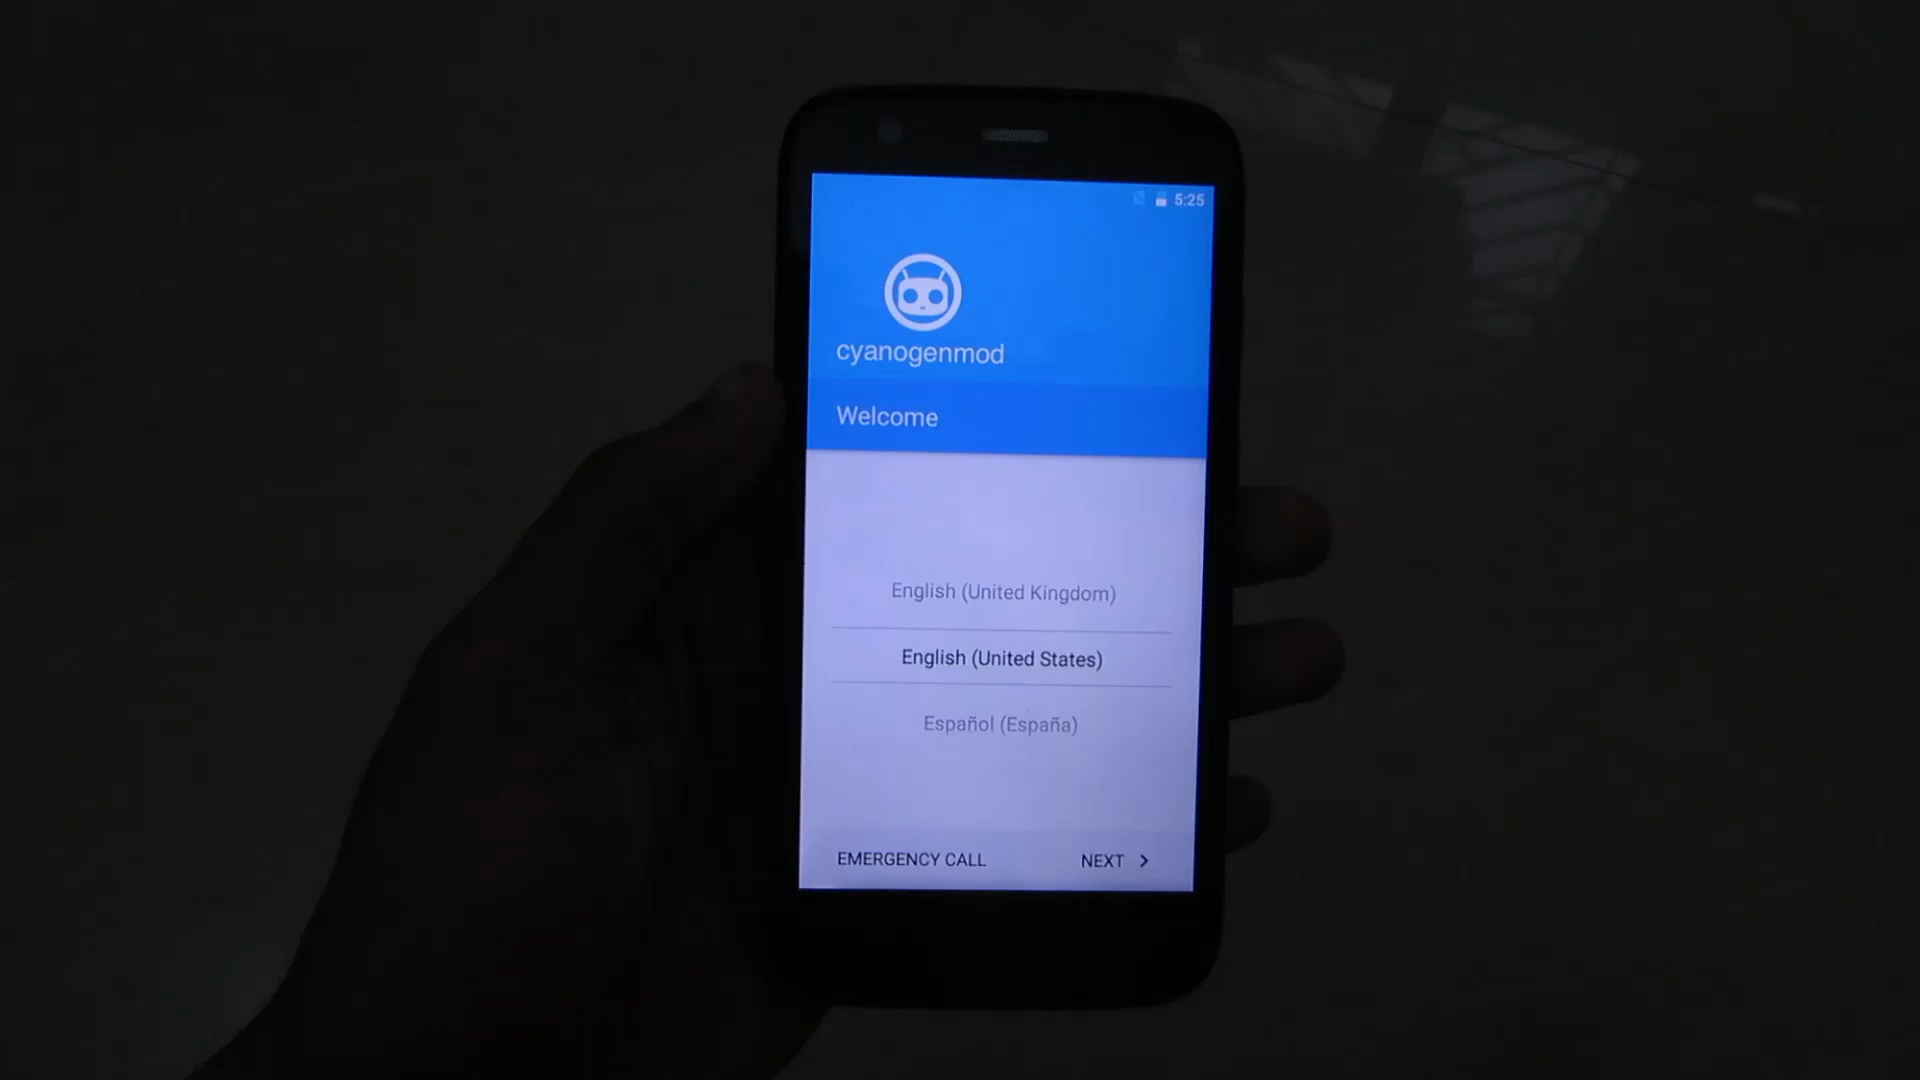 5:25
cyanogenmod
Welcome
English (United Kingdom)
English (United States)
Español (España)
EMERGENCY CALL NEXT